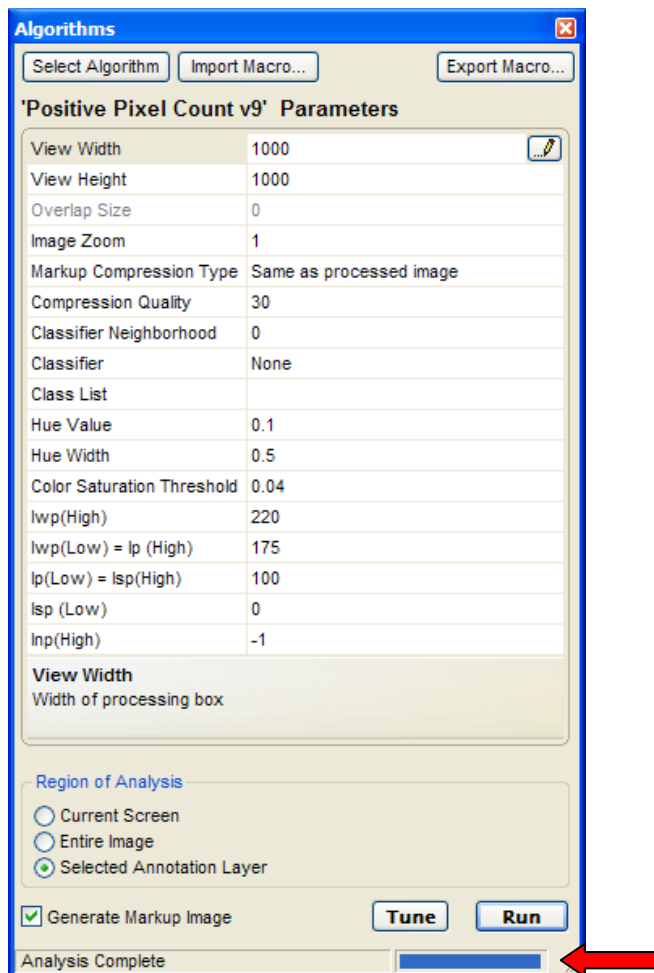 Algorithms
Select Algorithm Import Macro... Export Macro...
'Positive Pixel Count v9' Parameters
View Width 1000
View Height 1000
Overlap Size 0
Image Zoom 1
Markup Compression Type Same as processed image
Compression Quality 30
Classifier Neighborhood 0
Classifier None
Class List
Hue Value 0.1
Hue Width 0.5
Color Saturation Threshold 0.04
Iwp(High) 220
Iwp(Low) = Ip (High) 175
Ip(Low) = Isp(High) 100
Isp (Low) 0
Inp(High) -1
View Width
Width of processing box
Region of Analysis
Current Screen
Entire Image
Selected Annotation Layer
Generate Markup Image Tune Run
Analysis Complete